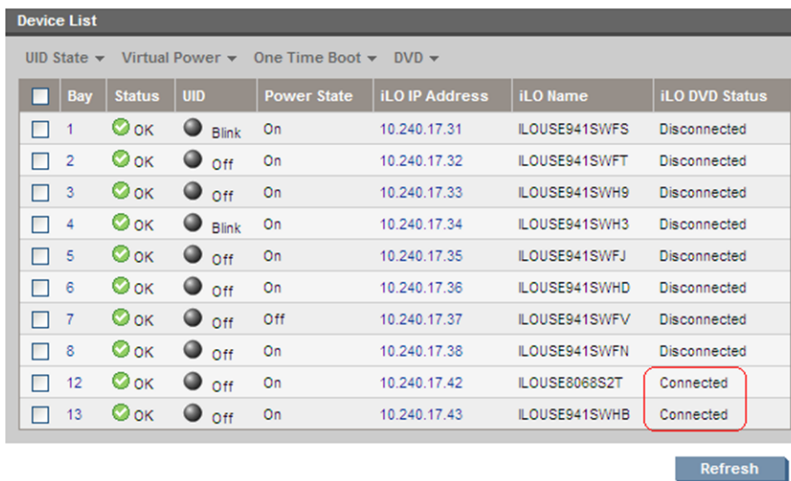 Device List
UID State Virtual Power One Time Boot DVD
Bay Status UID Power State iLO IP Address iLO Name iLO DVD Status
1 OK Blink On 10.240.17.31 ILOUSE941SWFS Disconnected
2 OK Off On 10.240.17.32 ILOUSE941SWFT Disconnected
3 OK Off On 10.240.17.33 ILOUSE941SWH9 Disconnected
4 OK Blink On 10.240.17.34 ILOUSE941SWH3 Disconnected
5 OK Off On 10.240.17.35 ILOUSE941SWFJ Disconnected
6 OK Off On 10.240.17.36 ILOUSE941SWHD Disconnected
7 OK Off Off 10.240.17.37 ILOUSE941SWFV Disconnected
8 OK Off On 10.240.17.38 ILOUSE941SWFN Disconnected
12 OK Off On 10.240.17.42 ILOUSE8068S2T Connected
13 OK Off On 10.240.17.43 ILOUSE941SWHB Connected
Refresh